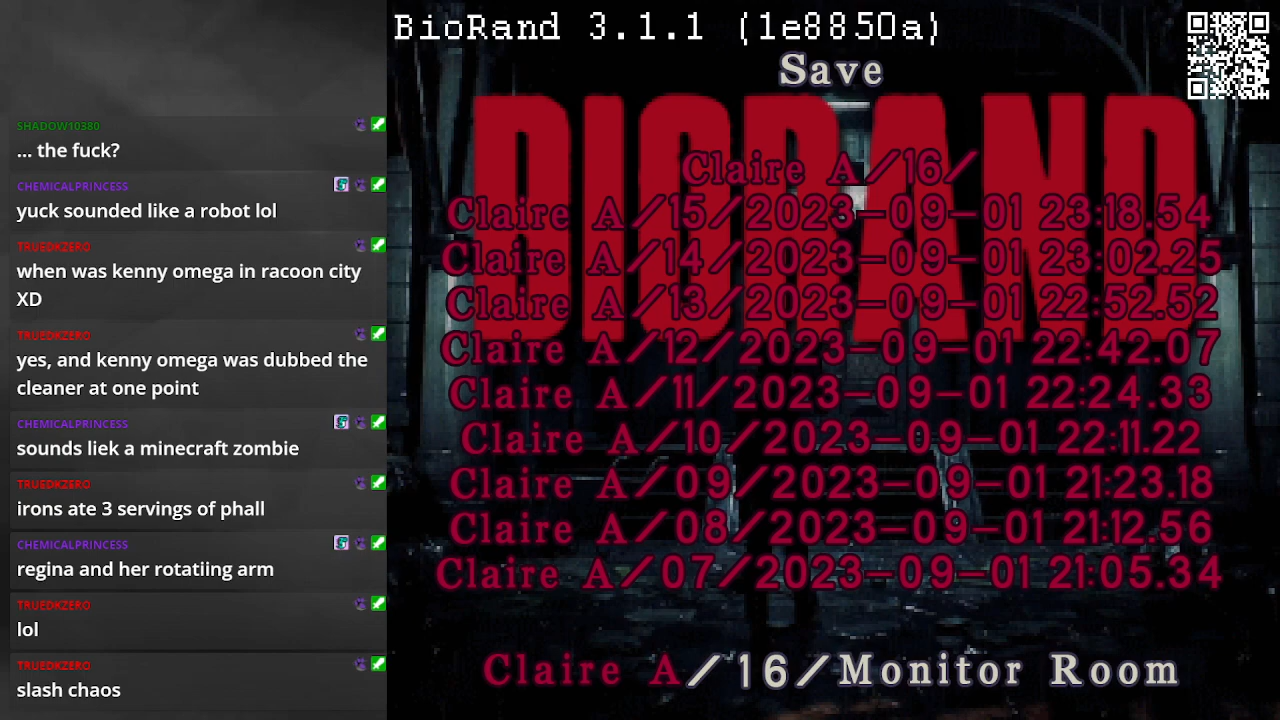 SHADOW10380
... the fuck?
CHEMICALPRINCESS
yuck sounded like a robot lol
TRUEDKZERO
when was kenny omega in racoon city
XD
TRUEDKZERO
yes, and kenny omega was dubbed the
cleaner at one point
CHEMICALPRINCESS
sounds liek a minecraft zombie
TRUEDKZERO
irons ate 3 servings of phall
CHEMICALPRINCESS
regina and her rotatiing arm
TRUEDKZERO
lol
TRUEDKZERO
slash chaos
BioRand 3.1.1 (1e8850a)
Save
BIORAND
Claire A/16/
Claire A/15/2023-09-01 23:18.54
Claire A/14/2023-09-01 23:02.25
Claire A/13/2023-09-01 22:52.52
Claire A/12/2023-09-01 22:42.07
Claire A/11/2023-09-01 22:24.33
Claire A/10/2023-09-01 22:11.22
Claire A/09/2023-09-01 21:23.18
Claire A/08/2023-09-01 21:12.56
Claire A/07/2023-09-01 21:05.34
Claire A/16/Monitor Room